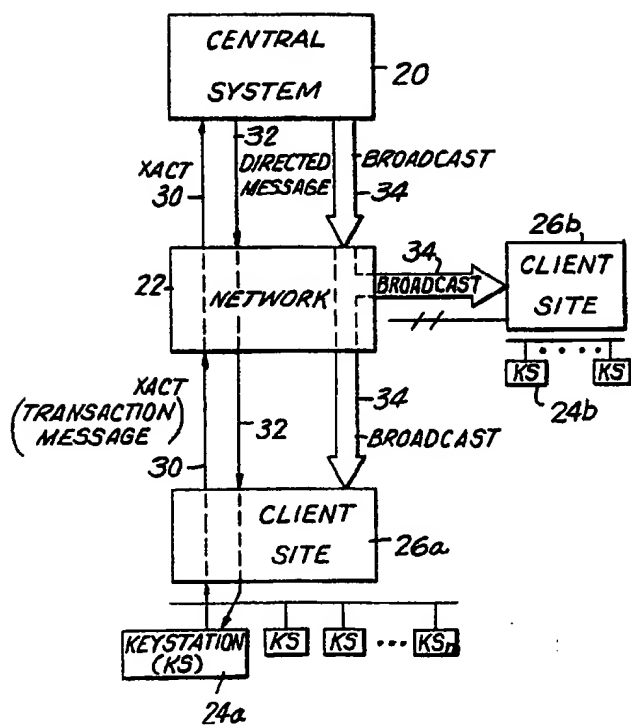 CENTRAL
SYSTEM
20
XACT
30
32
DIRECTED
MESSAGE
BROADCAST
34
22
NETWORK
34
BROADCAST
26b
CLIENT
SITE
KS
KS
24b
XACT
(TRANSACTION
MESSAGE)
30
32
34
BROADCAST
CLIENT
SITE
26a
KEYSTATION
(KS)
KS
KS
KSn
24a